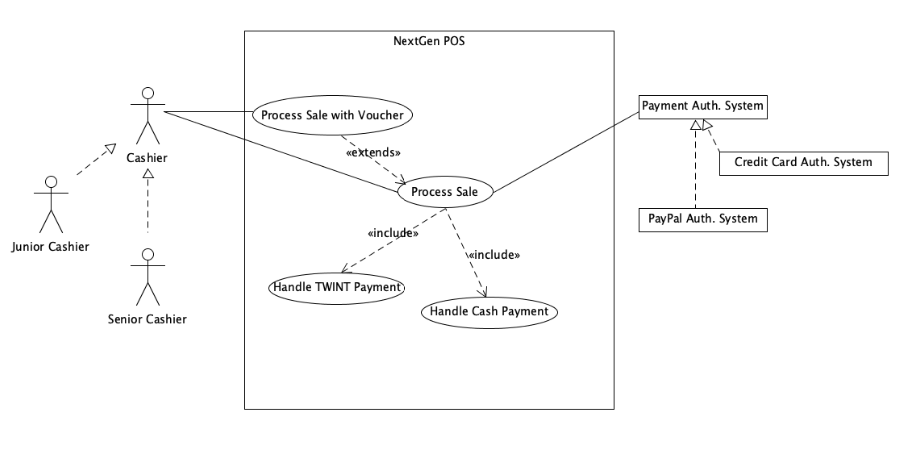 NextGen POS
Process Sale with Voucher
Payment Auth. System
Cashier
«extends»
Credit Card Auth. System
Process Sale
PayPal Auth. System
Junior Cashier
«include»
«include»
Handle TWINT Payment
Handle Cash Payment
Senior Cashier